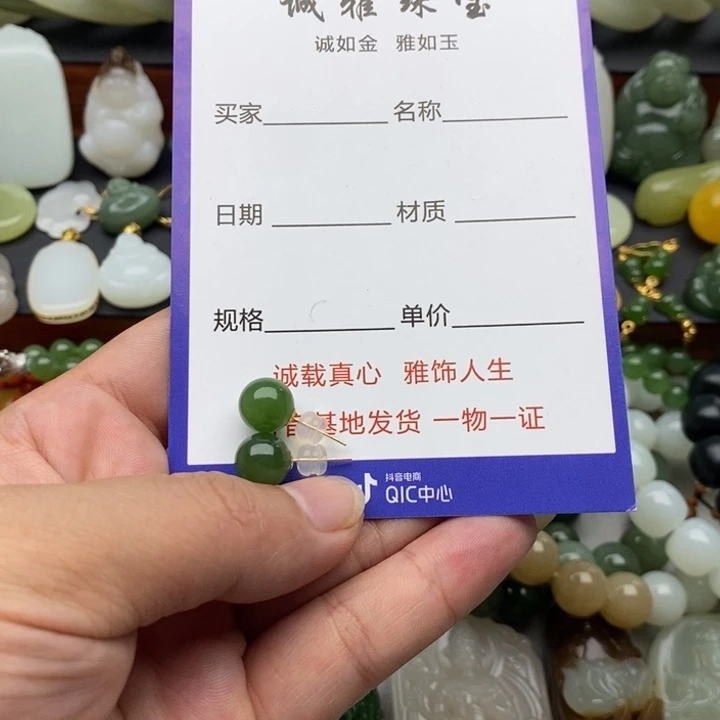 诚雅珠宝
诚如金 雅如玉
买家 名称
日期 材质
规格 单价
诚载真心 雅饰人生
基地发货 一物一证
抖音电商
QIC中心